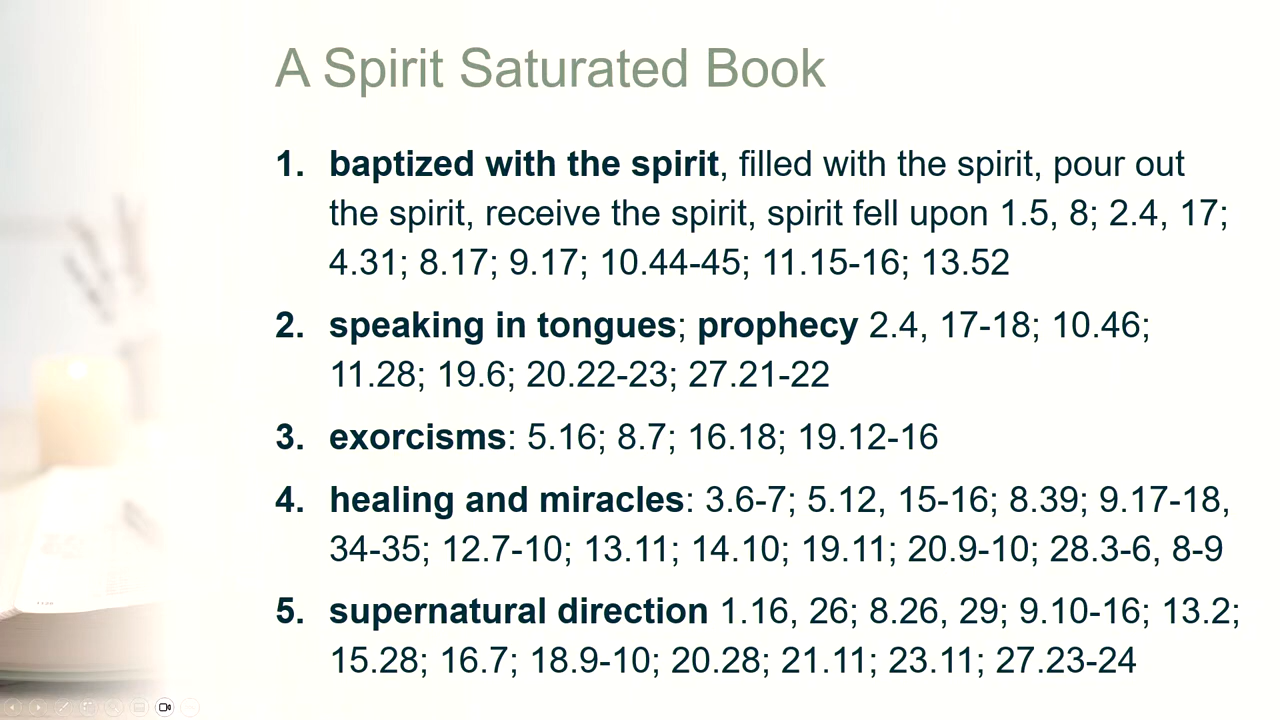 A Spirit Saturated Book
1. baptized with the spirit, filled with the spirit, pour out
the spirit, receive the spirit, spirit fell upon 1.5, 8; 2.4, 17;
4.31; 8.17; 9.17; 10.44-45; 11.15-16; 13.52
2. speaking in tongues; prophecy 2.4, 17-18; 10.46;
11.28; 19.6; 20.22-23; 27.21-22
3. exorcisms: 5.16; 8.7; 16.18; 19.12-16
4. healing and miracles: 3.6-7; 5.12, 15-16; 8.39; 9.17-18,
34-35; 12.7-10; 13.11; 14.10; 19.11; 20.9-10; 28.3-6, 8-9
5. supernatural direction 1.16, 26; 8.26, 29; 9.10-16; 13.2;
15.28; 16.7; 18.9-10; 20.28; 21.11; 23.11; 27.23-24